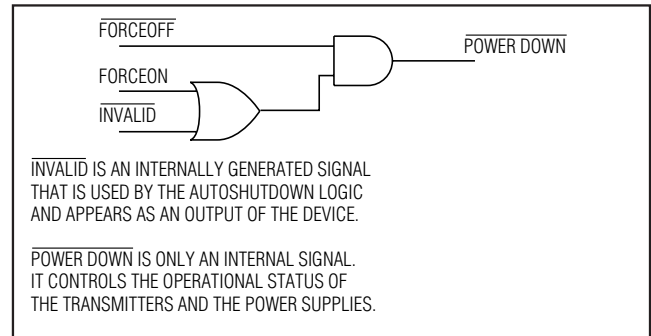 FORCEOFF
POWER DOWN
FORCEON
INVALID
INVALID IS AN INTERNALLY GENERATED SIGNAL
THAT IS USED BY THE AUTOSHUTDOWN LOGIC
AND APPEARS AS AN OUTPUT OF THE DEVICE.
POWER DOWN IS ONLY AN INTERNAL SIGNAL.
IT CONTROLS THE OPERATIONAL STATUS OF
THE TRANSMITTERS AND THE POWER SUPPLIES.